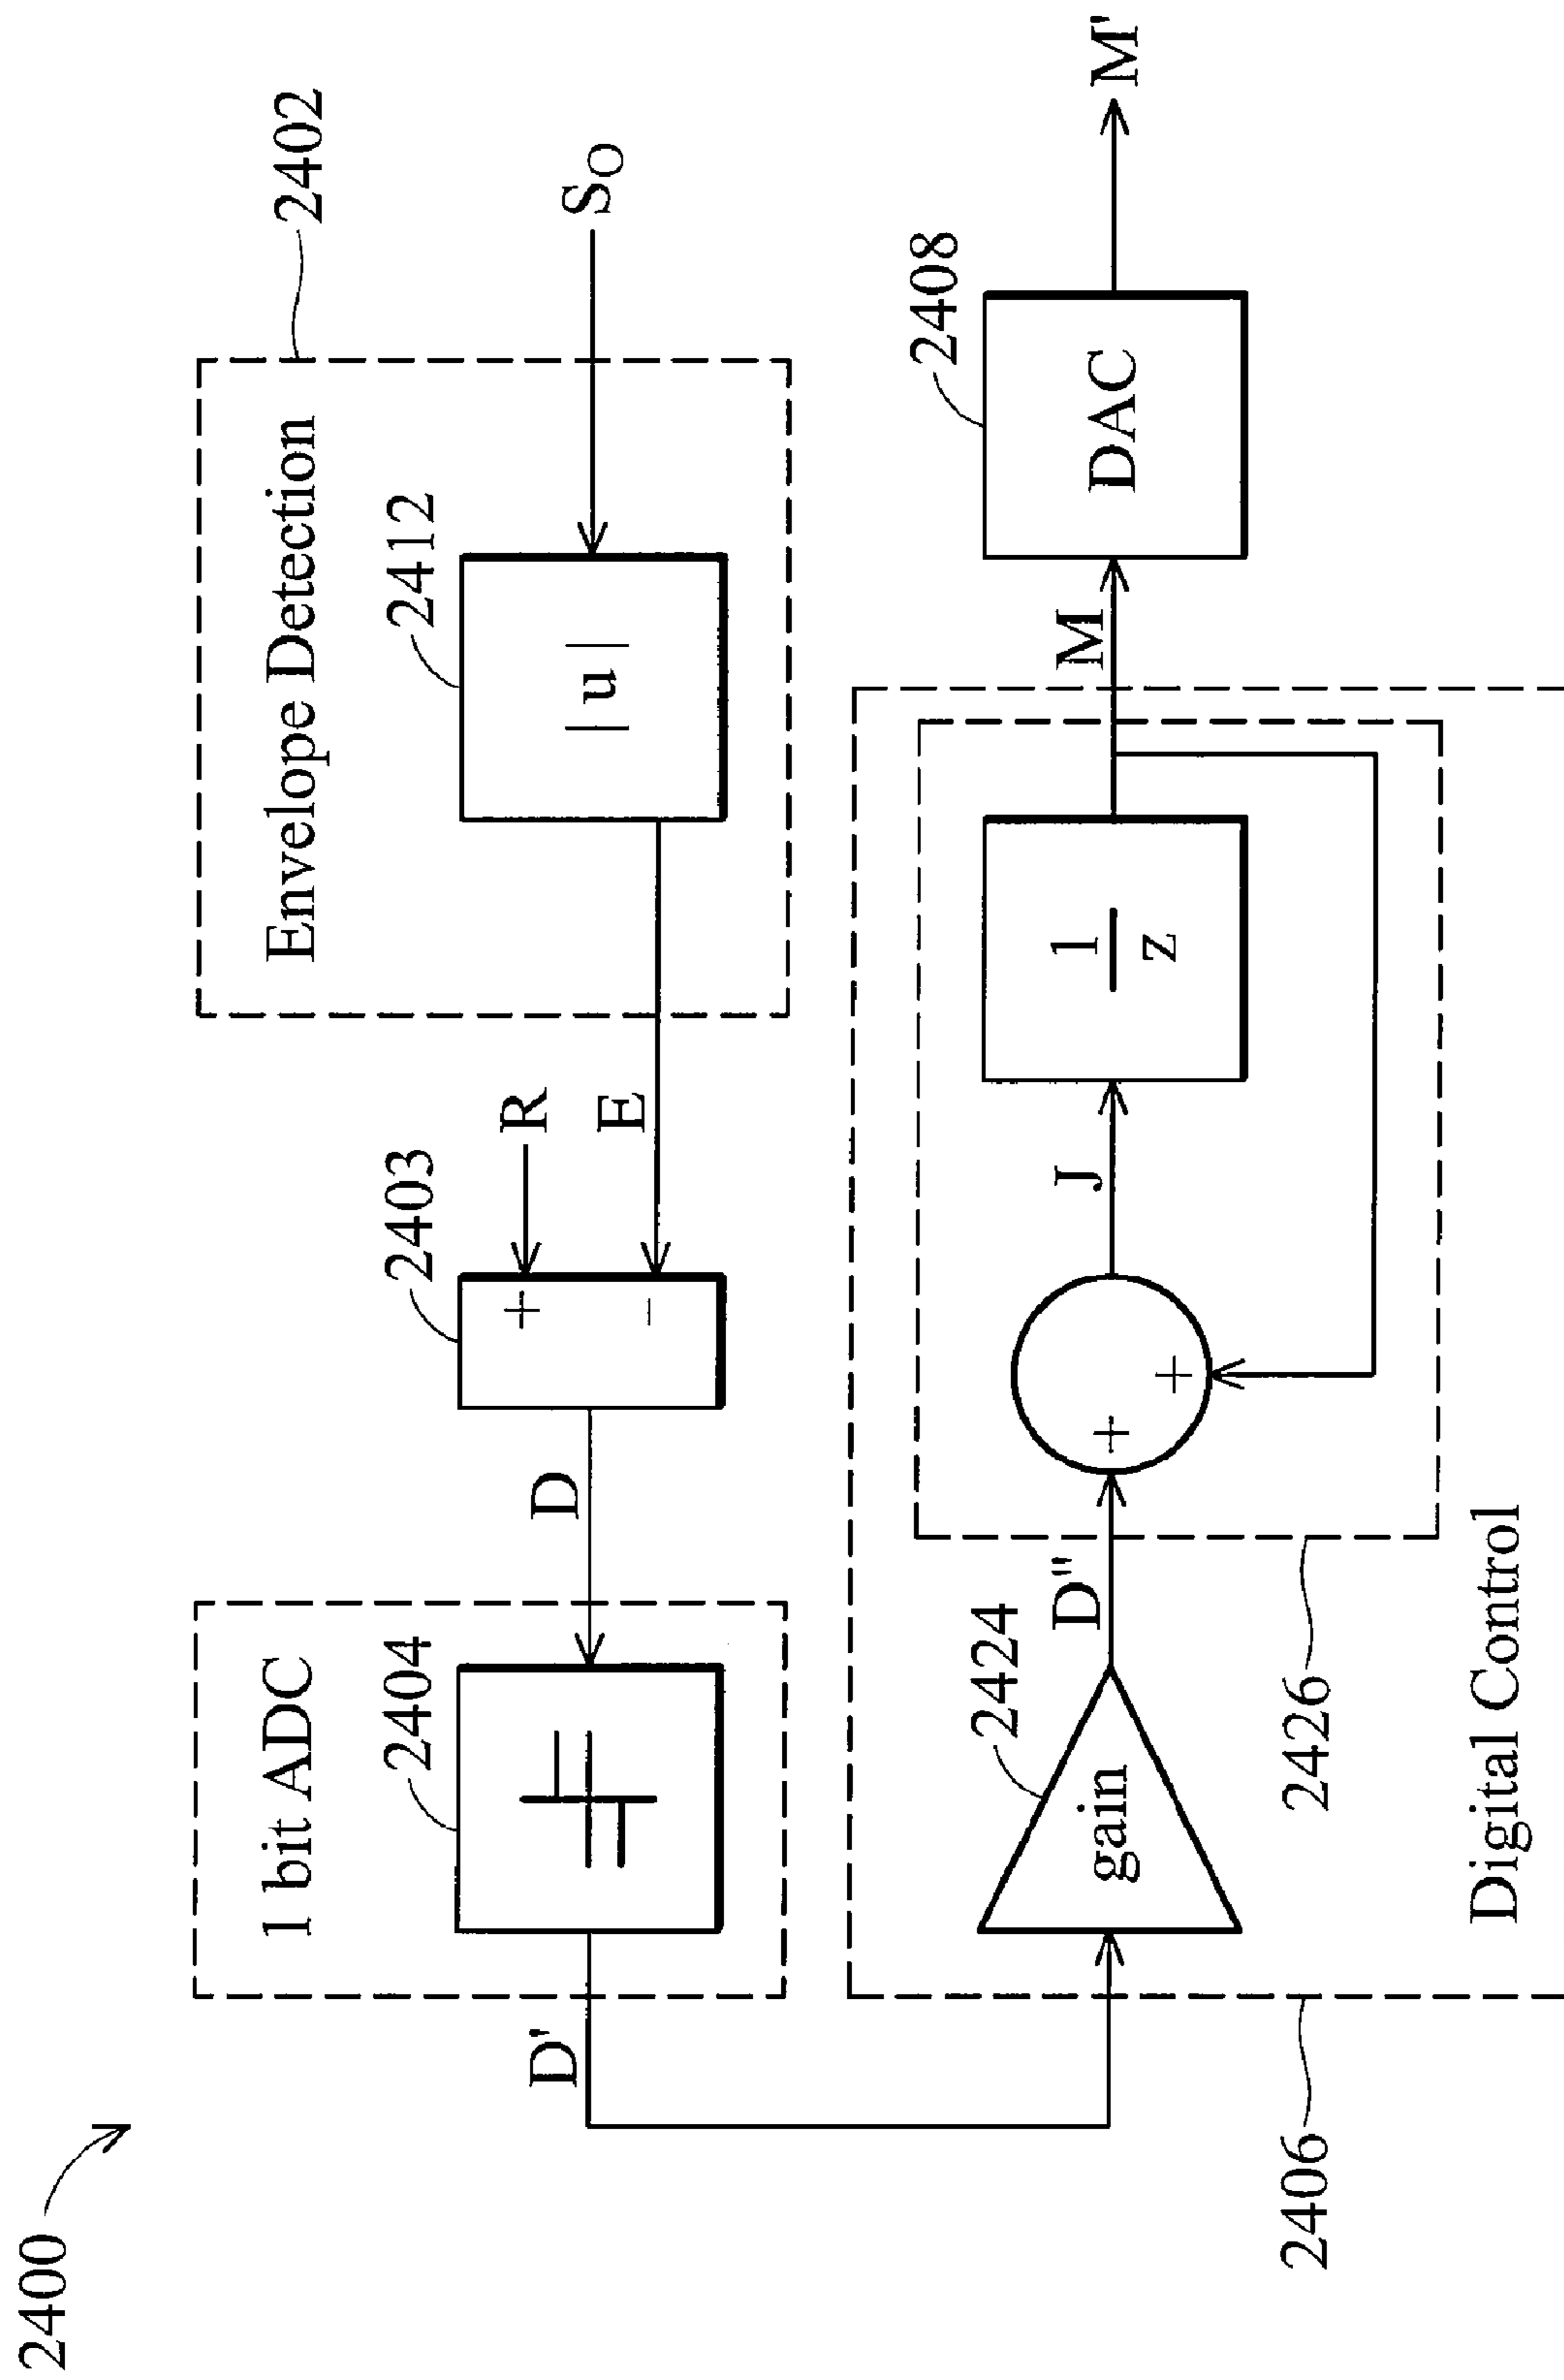 2400
1 bit ADC
2404
D'
D
2403
+
−
R
E
Envelope Detection
2402
2412
|u|
S_O
2406
2424
gain
D''
+
+
J
1
z
M
2408
DAC
M'
2426
Digital Control